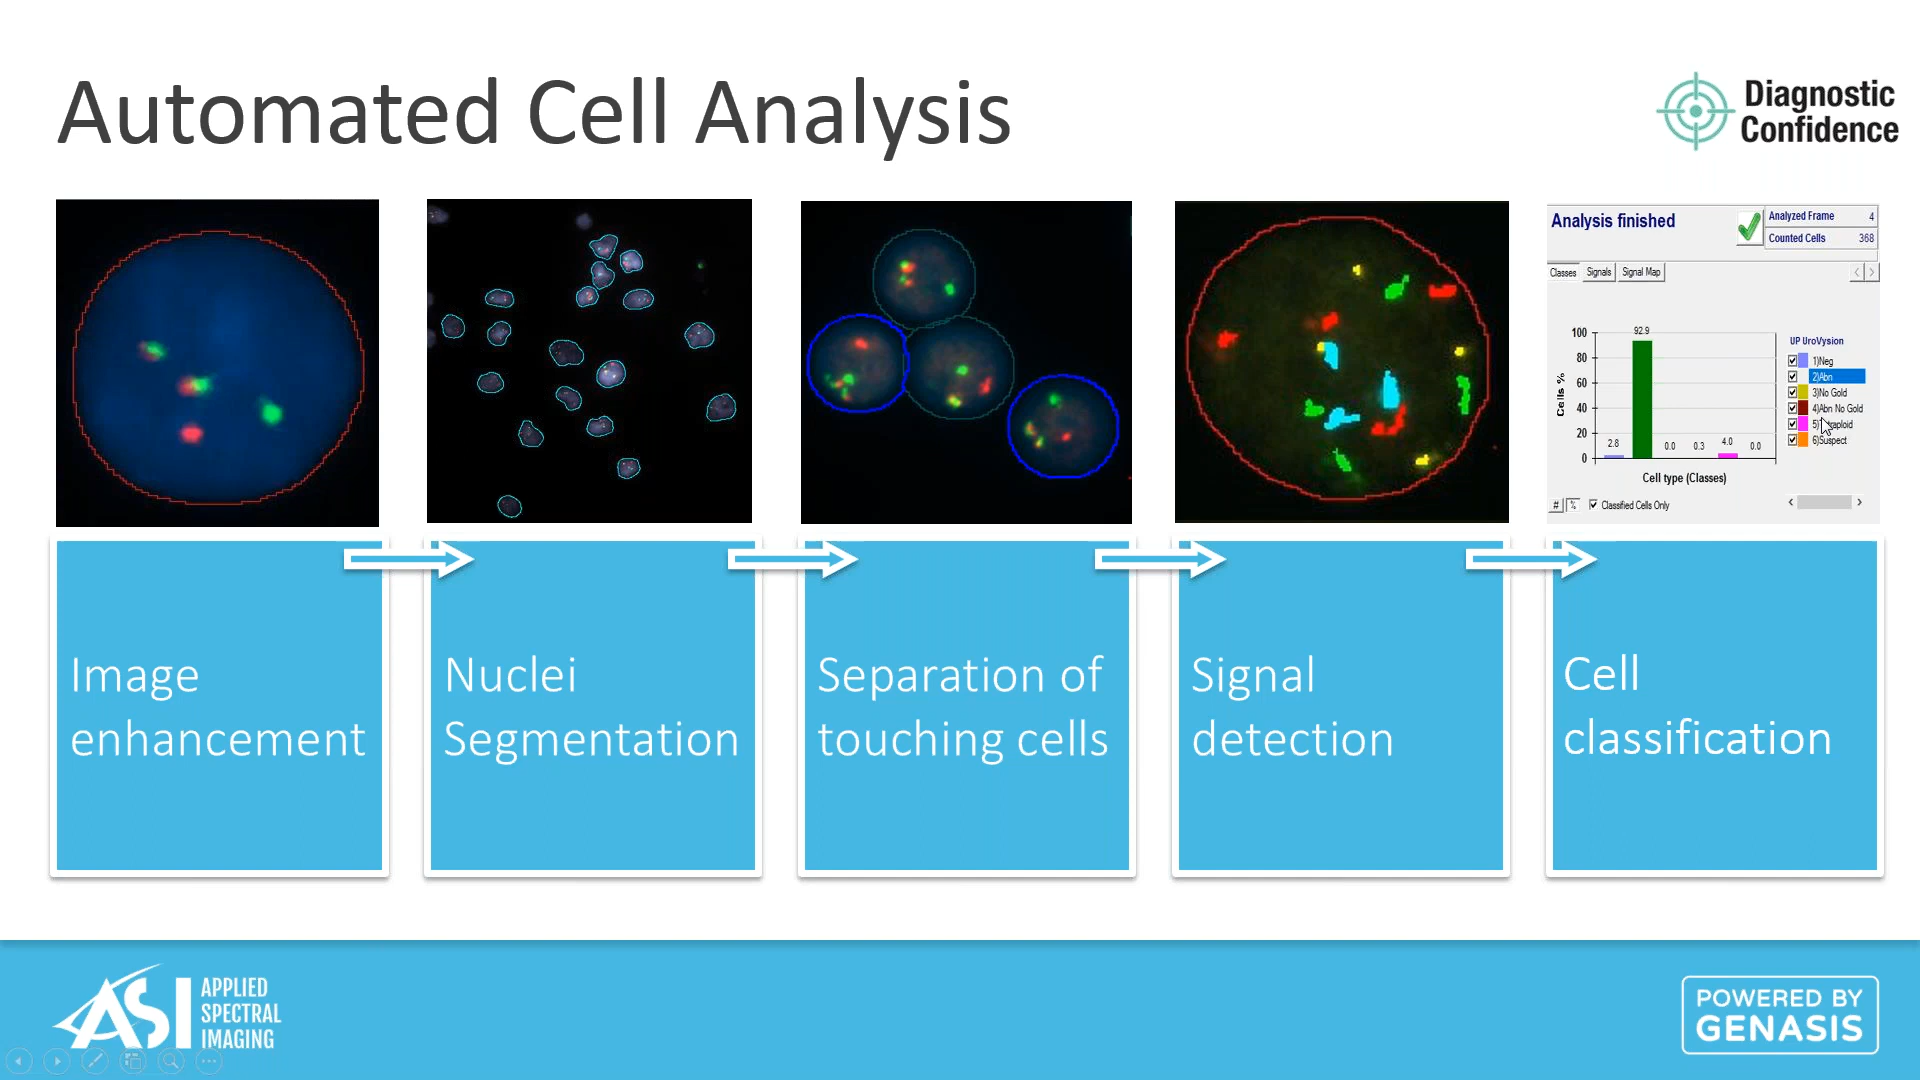 Automated Cell Analysis
Diagnostic
Confidence
Analysis finished
Analyzed Frame 4
Counted Cells 368
Classes Signals Signal Map
Cells %
100
80
60
40
20
0
2.8 92.9 0.0 0.3 4.0 0.0
Cell type (Classes)
UP UroVysion
1)Neg
2)Abn
3)No Gold
4)Abn No Gold
6)Suspect
# %
Classified Cells Only
Image
enhancement
Nuclei
Segmentation
Separation of
touching cells
Signal
detection
Cell
classification
ASI
APPLIED
SPECTRAL
IMAGING
POWERED BY
GENASIS